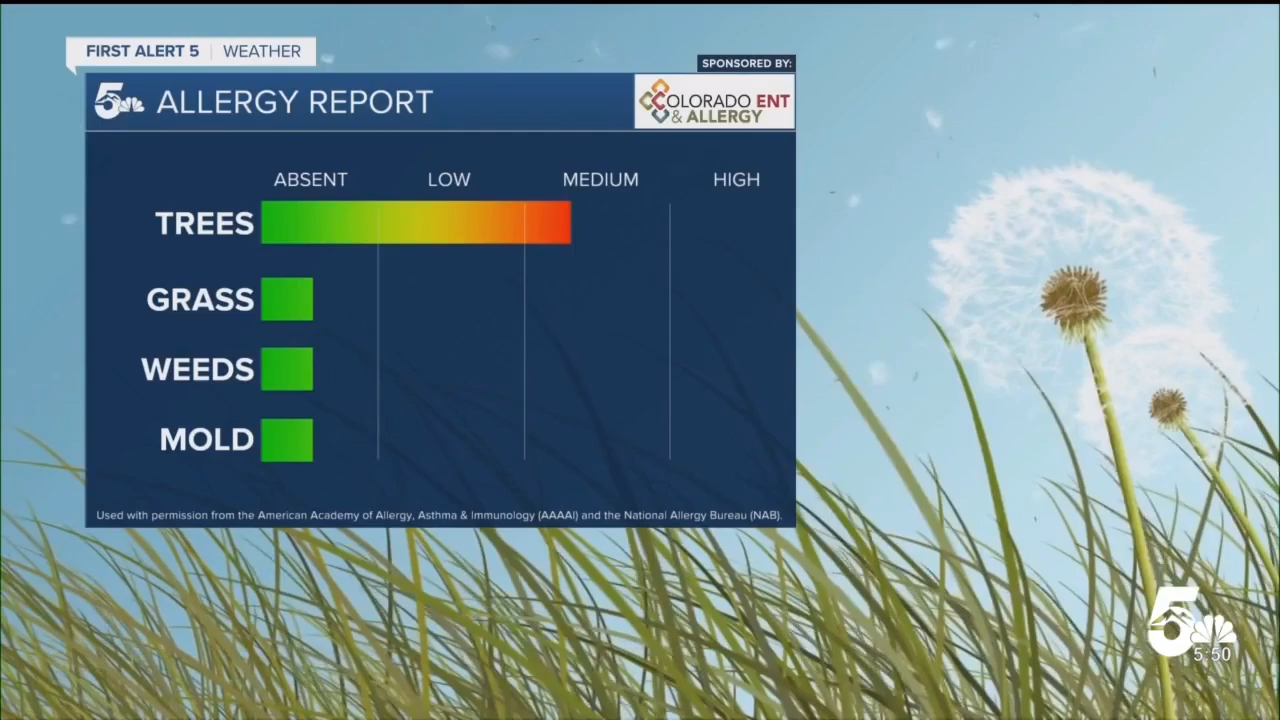 FIRST ALERT 5 | WEATHER
SPONSORED BY:
5 ALLERGY REPORT
COLORADO ENT
& ALLERGY
ABSENT LOW MEDIUM HIGH
TREES
GRASS
WEEDS
MOLD
Used with permission from the American Academy of Allergy, Asthma & Immunology (AAAAI) and the National Allergy Bureau (NAB).
5
5:50